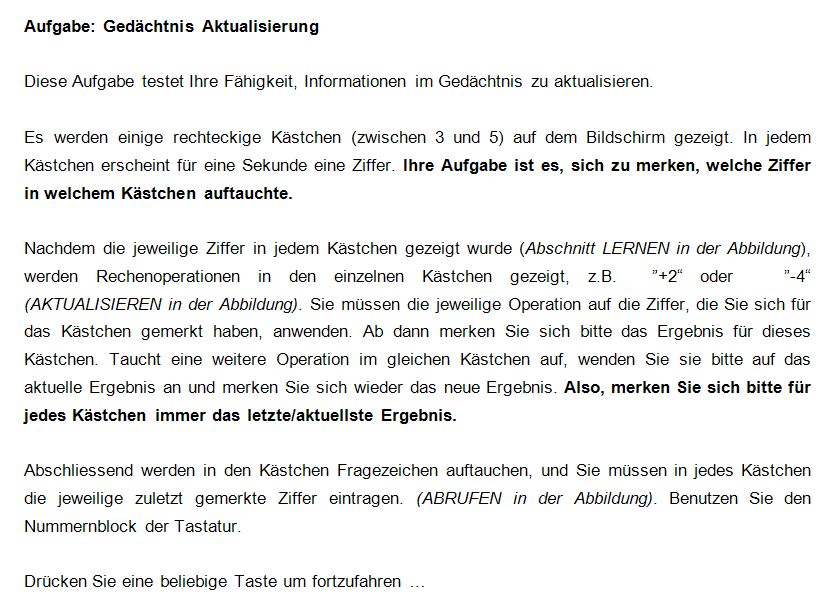 Aufgabe: Gedächtnis Aktualisierung
Diese Aufgabe testet Ihre Fähigkeit, Informationen im Gedächtnis zu aktualisieren.
Es werden einige rechteckige Kästchen (zwischen 3 und 5) auf dem Bildschirm gezeigt. In jedem
Kästchen erscheint für eine Sekunde eine Ziffer. Ihre Aufgabe ist es, sich zu merken, welche Ziffer
in welchem Kästchen auftauchte.
Nachdem die jeweilige Ziffer in jedem Kästchen gezeigt wurde (Abschnitt LERNEN in der Abbildung),
werden Rechenoperationen in den einzelnen Kästchen gezeigt, z.B. ”+2“ oder ”-4“
(AKTUALISIEREN in der Abbildung). Sie müssen die jeweilige Operation auf die Ziffer, die Sie sich für
das Kästchen gemerkt haben, anwenden. Ab dann merken Sie sich bitte das Ergebnis für dieses
Kästchen. Taucht eine weitere Operation im gleichen Kästchen auf, wenden Sie sie bitte auf das
aktuelle Ergebnis an und merken Sie sich wieder das neue Ergebnis. Also, merken Sie sich bitte für
jedes Kästchen immer das letzte/aktuellste Ergebnis.
Abschliessend werden in den Kästchen Fragezeichen auftauchen, und Sie müssen in jedes Kästchen
die jeweilige zuletzt gemerkte Ziffer eintragen. (ABRUFEN in der Abbildung). Benutzen Sie den
Nummernblock der Tastatur.
Drücken Sie eine beliebige Taste um fortzufahren …